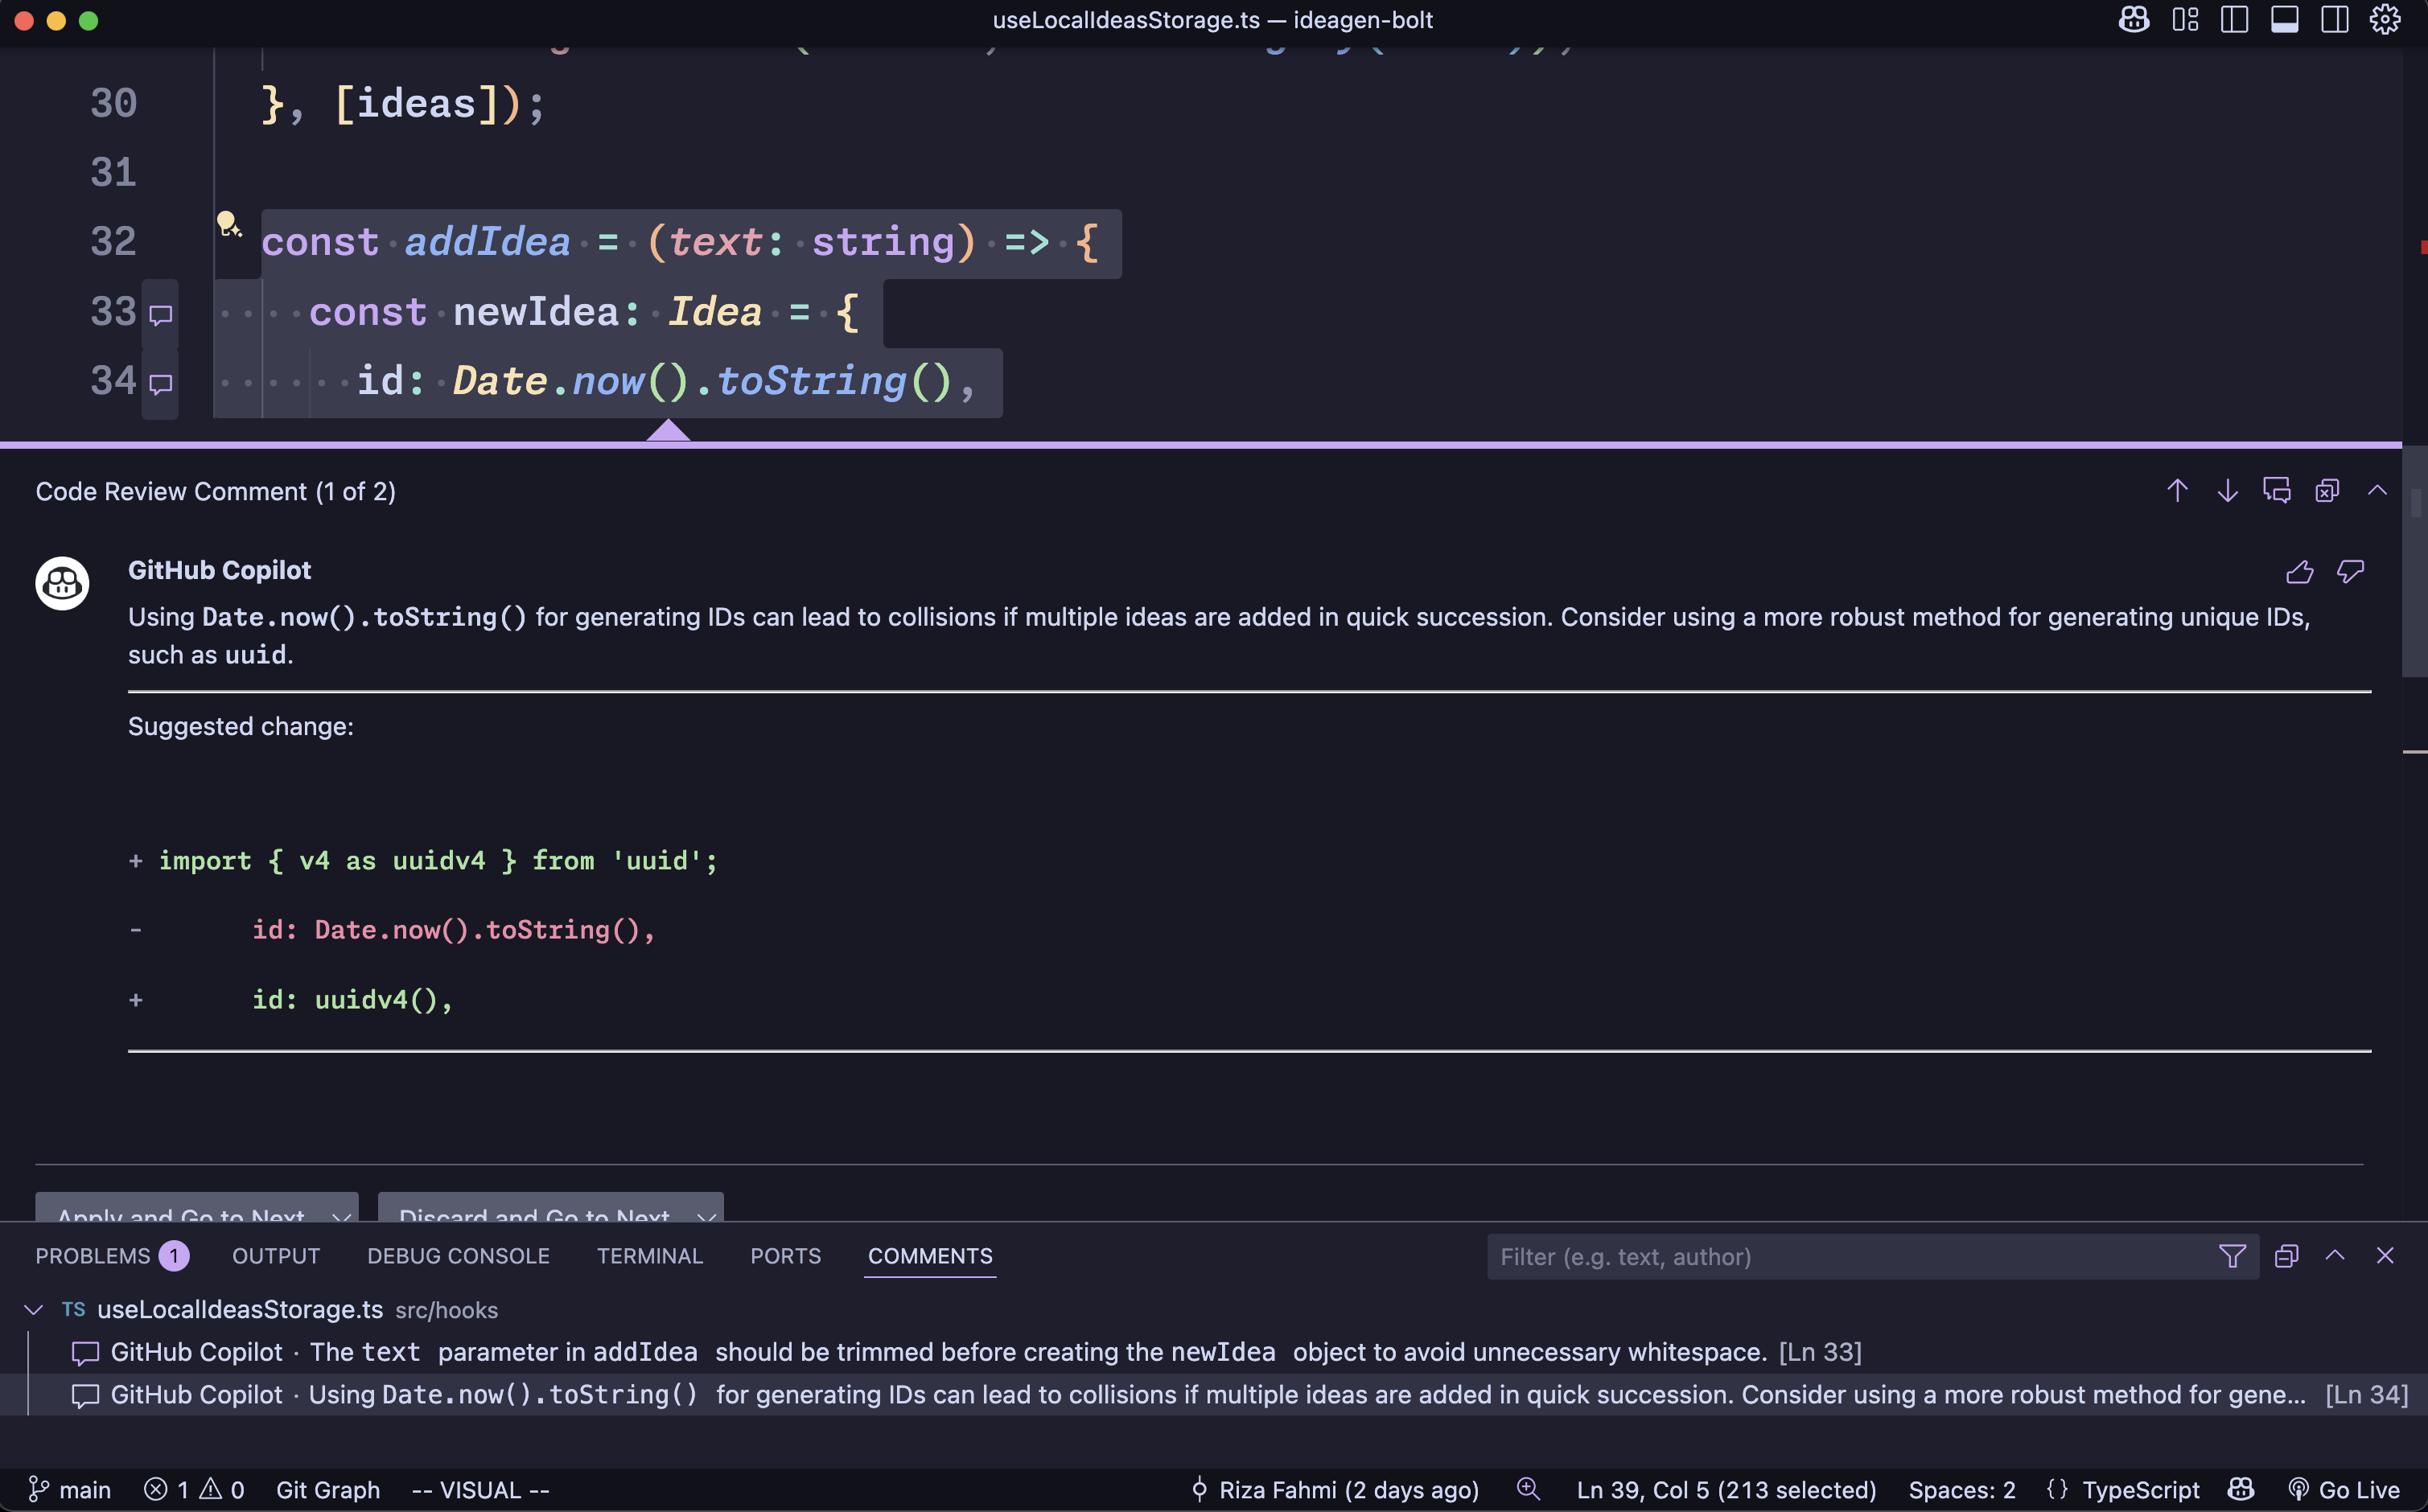 useLocalIdeasStorage.ts — ideagen-bolt
30 }, [ideas]);
31
32 const addIdea = (text: string) => {
33 const newIdea: Idea = {
34 id: Date.now().toString(),
Code Review Comment (1 of 2)
GitHub Copilot
Using Date.now().toString() for generating IDs can lead to collisions if multiple ideas are added in quick succession. Consider using a more robust method for generating unique IDs,
such as uuid.
Suggested change:
+ import { v4 as uuidv4 } from 'uuid';
- id: Date.now().toString(),
+ id: uuidv4(),
Apply and Go to Next Discard and Go to Next
PROBLEMS 1 OUTPUT DEBUG CONSOLE TERMINAL PORTS COMMENTS Filter (e.g. text, author)
TS useLocalIdeasStorage.ts src/hooks
GitHub Copilot · The text parameter in addIdea should be trimmed before creating the newIdea object to avoid unnecessary whitespace. [Ln 33]
GitHub Copilot · Using Date.now().toString() for generating IDs can lead to collisions if multiple ideas are added in quick succession. Consider using a more robust method for gene... [Ln 34]
main 1 0 Git Graph -- VISUAL -- Riza Fahmi (2 days ago) Ln 39, Col 5 (213 selected) Spaces: 2 {} TypeScript Go Live